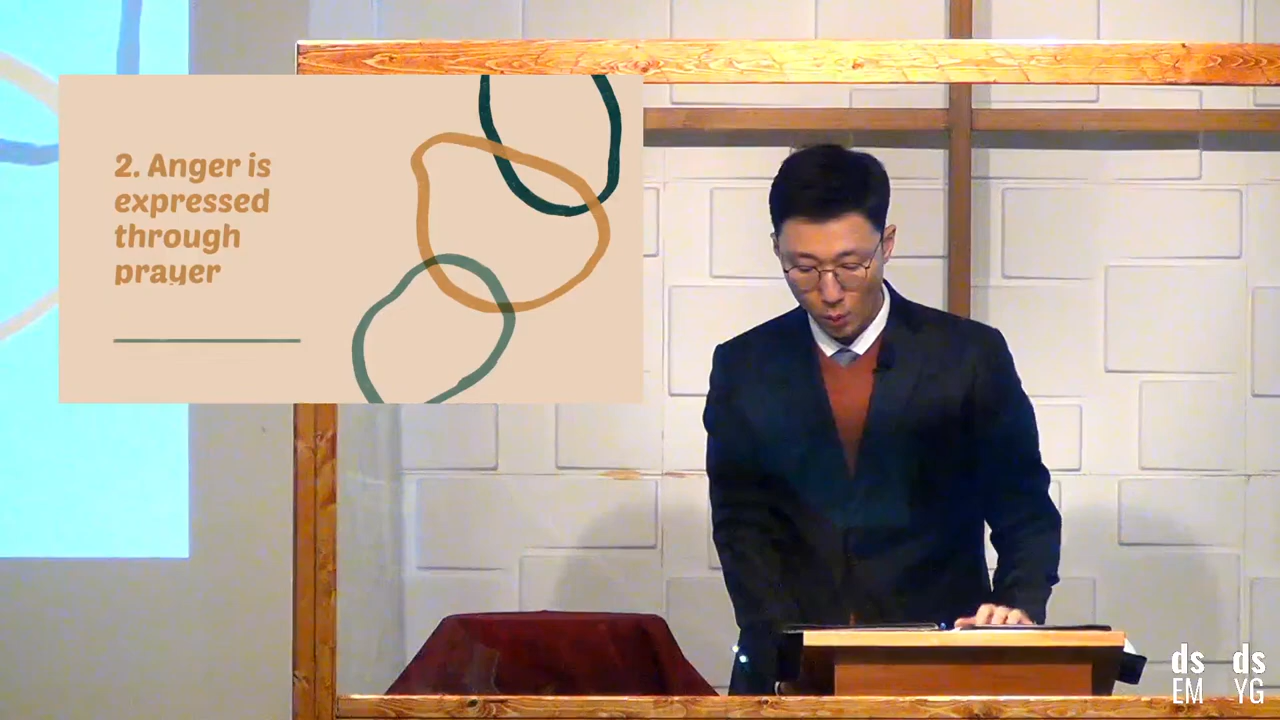 2. Anger is
expressed
through
prayer
ds ds
EM YG